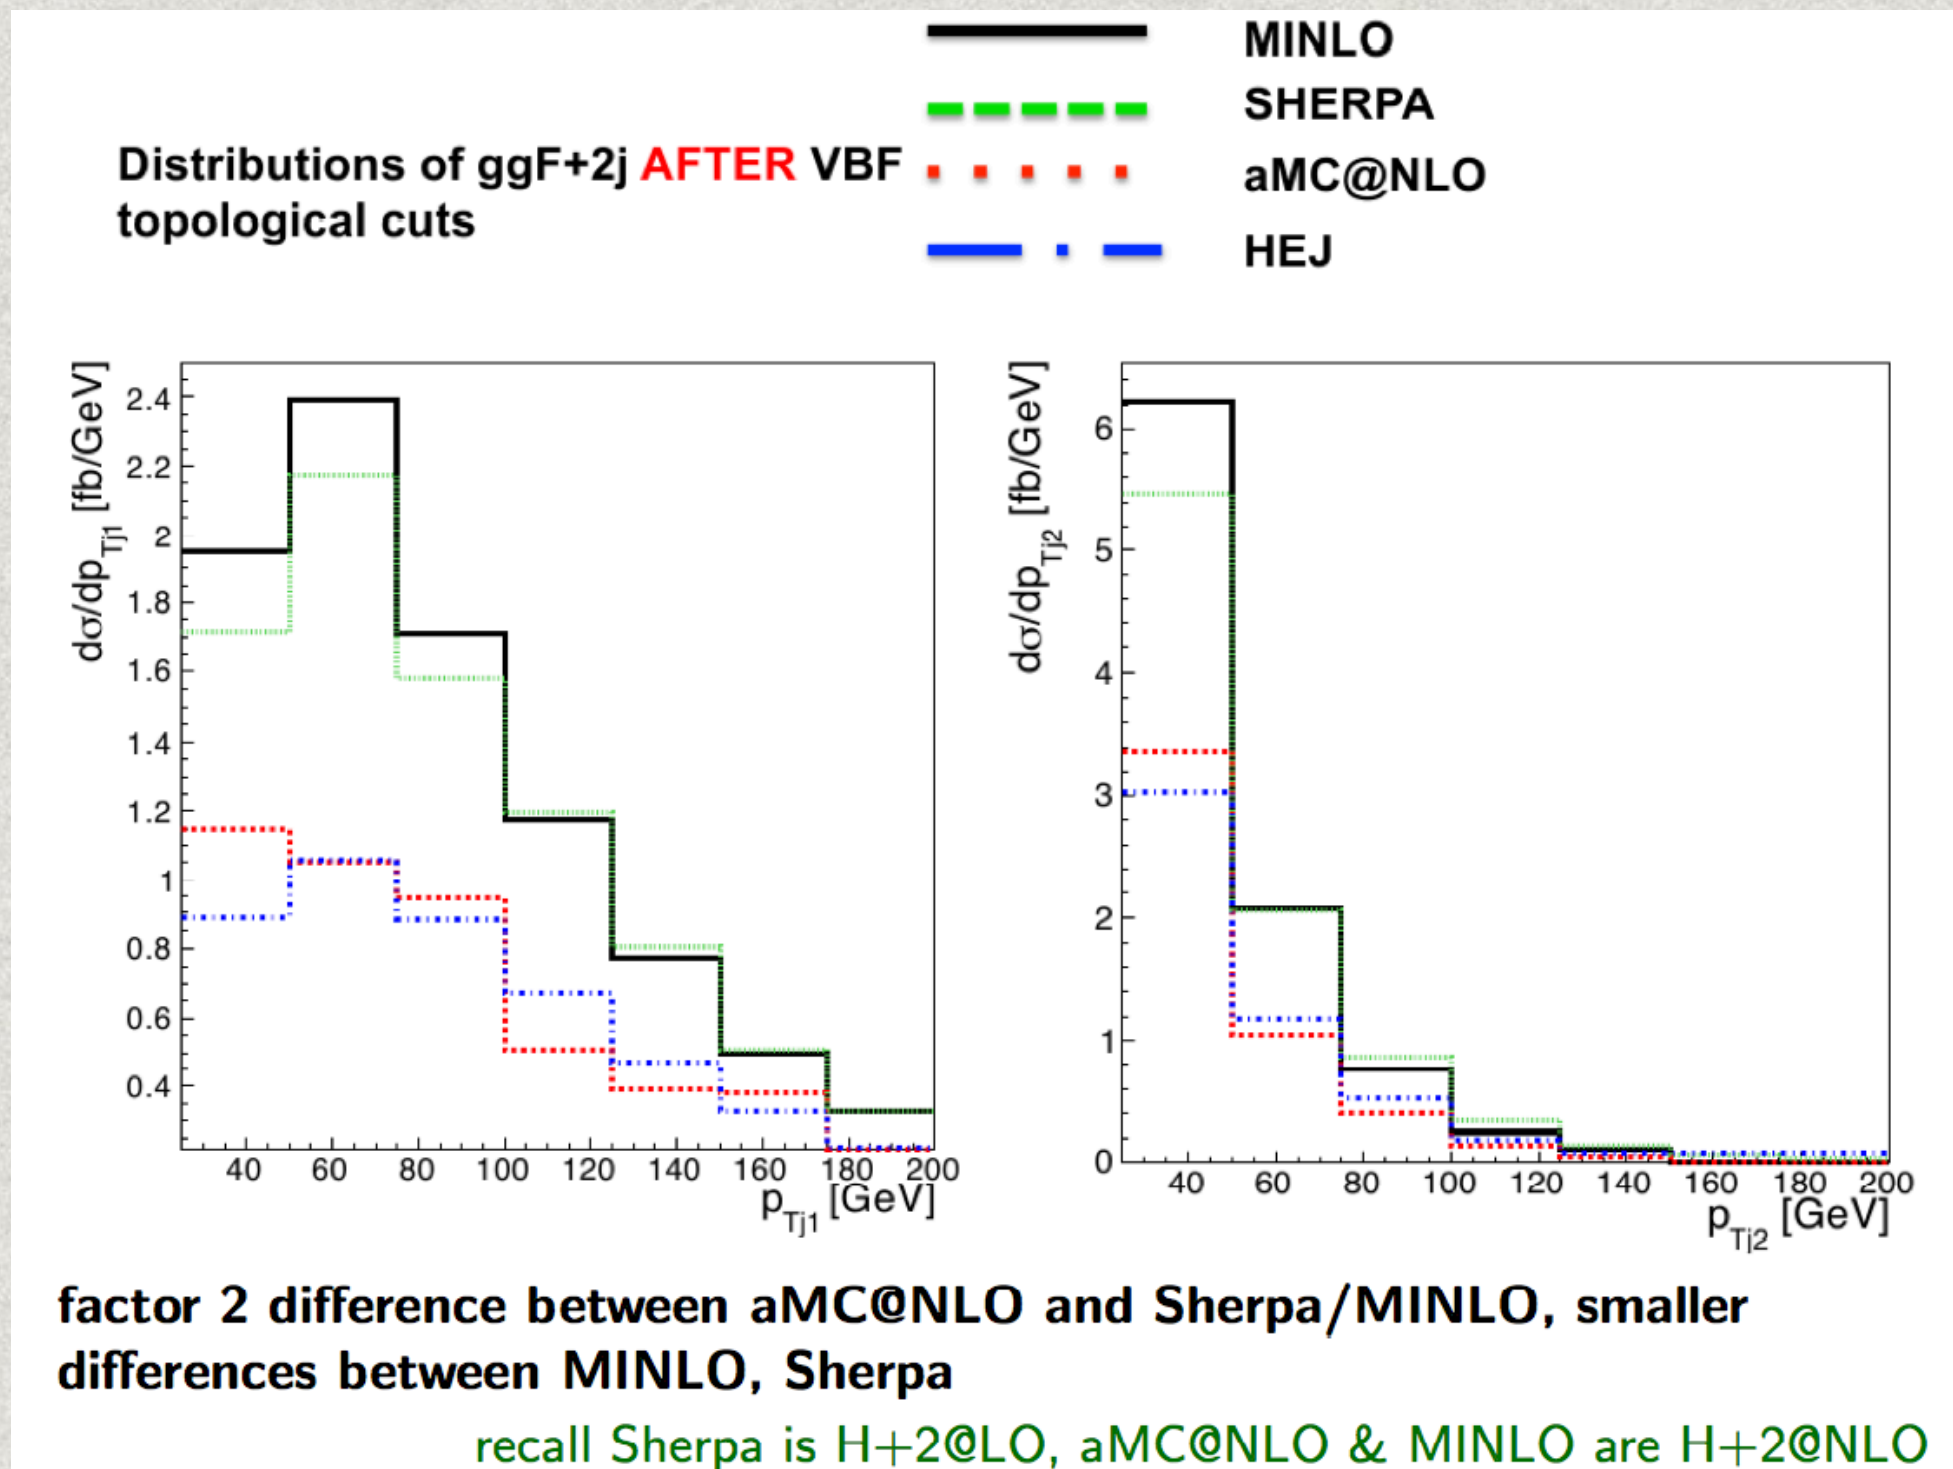 MINLO
SHERPA
aMC@NLO
HEJ
Distributions of ggF+2j AFTER VBF
topological cuts
dσ/dp_Tj1 [fb/GeV]
2.4
2.2
2
1.8
1.6
1.4
1.2
1
0.8
0.6
0.4
40 60 80 100 120 140 160 180 200
p_Tj1 [GeV]
dσ/dp_Tj2 [fb/GeV]
6
5
4
3
2
1
0
40 60 80 100 120 140 160 180 200
p_Tj2 [GeV]
factor 2 difference between aMC@NLO and Sherpa/MINLO, smaller
differences between MINLO, Sherpa
recall Sherpa is H+2@LO, aMC@NLO & MINLO are H+2@NLO